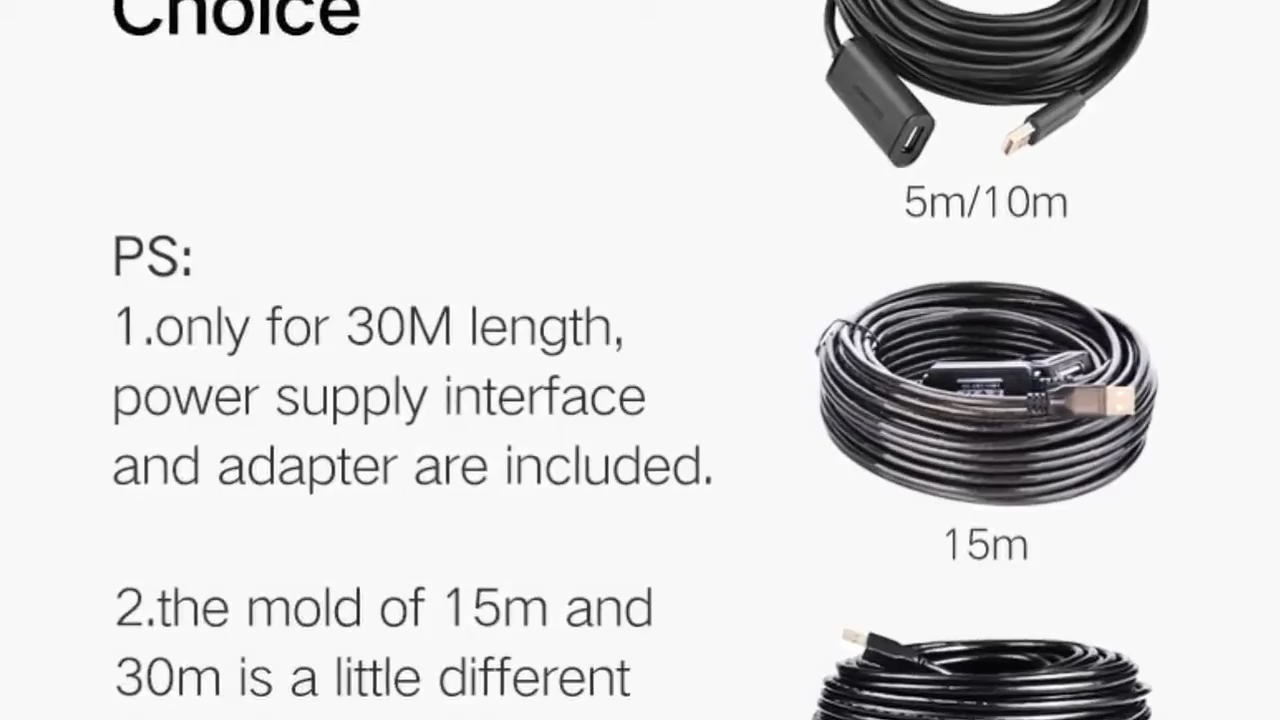 Choice
5m/10m
PS:
1.only for 30M length,
power supply interface
and adapter are included.
15m
2.the mold of 15m and
30m is a little different